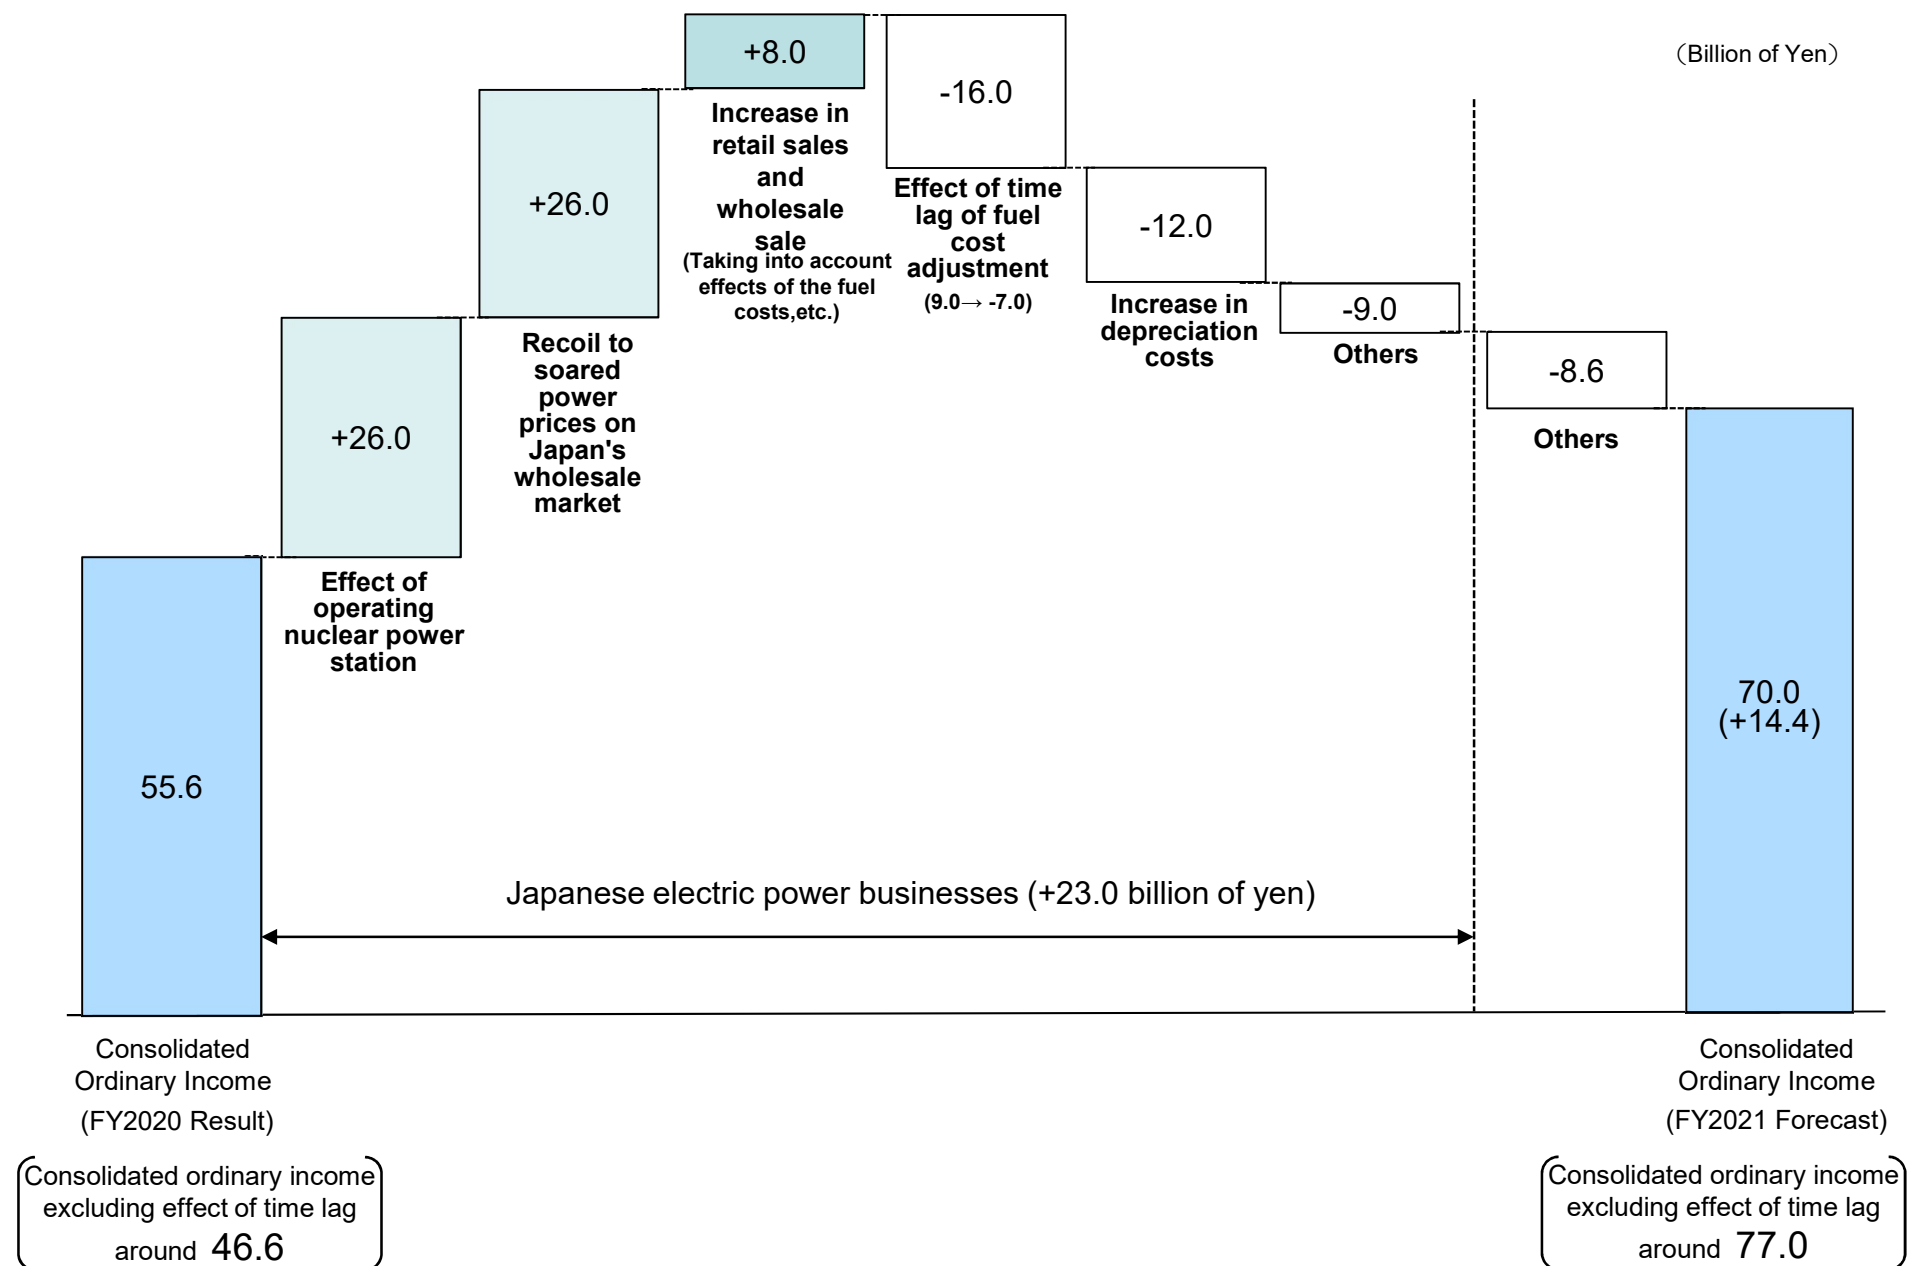 （Billion of Yen）
+8.0
Increase in
retail sales
and
wholesale
sale
(Taking into account
effects of the fuel
costs,etc.)
-16.0
Effect of time
lag of fuel
cost
adjustment
(9.0→ -7.0)
+26.0
Recoil to
soared
power
prices on
Japan's
wholesale
market
-12.0
Increase in
depreciation
costs
-9.0
Others
-8.6
Others
+26.0
Effect of
operating
nuclear power
station
55.6
70.0
(+14.4)
Japanese electric power businesses (+23.0 billion of yen)
Consolidated
Ordinary Income
(FY2020 Result)
Consolidated ordinary income
excluding effect of time lag
around 46.6
Consolidated
Ordinary Income
(FY2021 Forecast)
Consolidated ordinary income
excluding effect of time lag
around 77.0